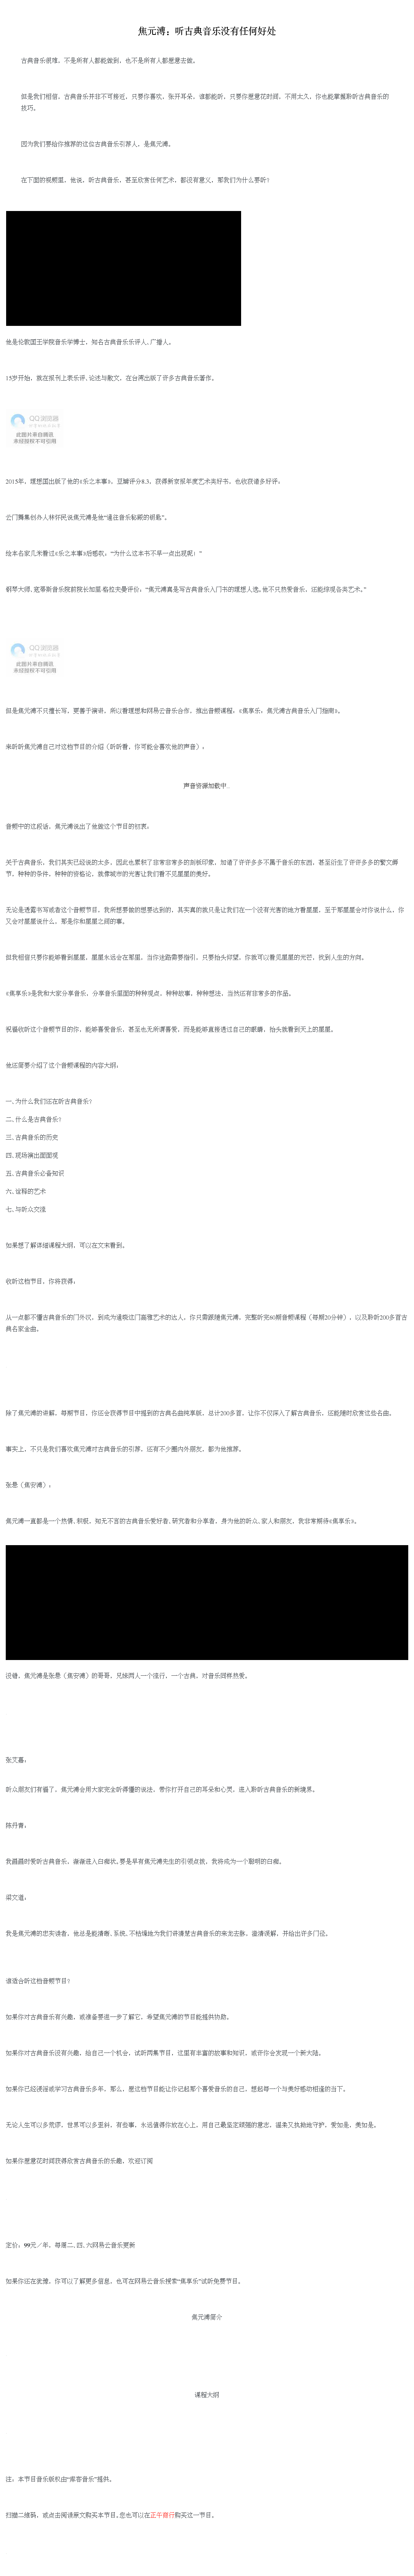 焦元溥：听古典音乐没有任何好处
古典音乐很难，不是所有人都能做到，也不是所有人都愿意去做。
但是我们相信，古典音乐并非不可接近，只要你喜欢，张开耳朵，谁都能听，只要你愿意花时间，不用太久，你也能掌握聆听古典音乐的
技巧。
因为我们要给你推荐的这位古典音乐引荐人，是焦元溥。
在下面的视频里，他说，听古典音乐，甚至欣赏任何艺术，都没有意义，那我们为什么要听？
他是伦敦国王学院音乐学博士，知名古典音乐乐评人、广播人。
15岁开始，就在报刊上表乐评、论述与散文，在台湾出版了许多古典音乐著作。
QQ浏览器
此图片来自腾讯
未经授权不可引用
2015年，理想国出版了他的《乐之本事》，豆瓣评分8.3，获得新京报年度艺术类好书，也收获诸多好评：
云门舞集创办人林怀民说焦元溥是他“通往音乐秘殿的钥匙”。
绘本名家几米看过《乐之本事》后感叹：“为什么这本书不早一点出现呢！”
钢琴大师、寇蒂斯音乐院前院长加里·格拉夫曼评价：“焦元溥真是写古典音乐入门书的理想人选。他不只热爱音乐，还能综观各类艺术。”
QQ浏览器
此图片来自腾讯
未经授权不可引用
但是焦元溥不只擅长写，更善于演讲。所以看理想和网易云音乐合作，推出音频课程：《焦享乐：焦元溥古典音乐入门指南》。
来听听焦元溥自己对这档节目的介绍（听听看，你可能会喜欢他的声音）：
声音资源加载中...
音频中的这段话，焦元溥说出了他做这个节目的初衷：
关于古典音乐，我们其实已经说的太多，因此也累积了非常非常多的刻板印象，加诸了许许多多不属于音乐的东西，甚至衍生了许许多多的繁文缛
节，种种的条件，种种的资格论，就像城市的光害让我们看不见星星的美好。
无论是透露书写或者这个音频节目，我所想要做的想要达到的，其实真的就只是让我们在一个没有光害的地方看星星，至于那星星会对你说什么，你
又会对星星说什么，那是你和星星之间的事。
但我相信只要你能够看到星星，星星永远会在那里，当你迷路需要指引，只要抬头仰望，你就可以看见星星的光芒，找到人生的方向。
《焦享乐》是我和大家分享音乐，分享音乐里面的种种观点，种种故事，种种想法，当然还有非常多的作品。
祝福收听这个音频节目的你，能够喜爱音乐，甚至也无所谓喜爱，而是能够直接透过自己的眼睛，抬头就看到天上的星星。
他还简要介绍了这个音频课程的内容大纲：
一、为什么我们还在听古典音乐？
二、什么是古典音乐？
三、古典音乐的历史
四、现场演出面面观
五、古典音乐必备知识
六、诠释的艺术
七、与听众交流
如果想了解详细课程大纲，可以在文末看到。
收听这档节目，你将获得：
从一点都不懂古典音乐的门外汉，到成为通晓这门高雅艺术的达人，你只需跟随焦元溥，完整听完80期音频课程（每期20分钟），以及聆听200多首古
典名家金曲。
除了焦元溥的讲解，每期节目，你还会获得节目中提到的古典名曲纯享版，总计200多首，让你不仅深入了解古典音乐，还能随时欣赏这些名曲。
事实上，不只是我们喜欢焦元溥对古典音乐的引荐，还有不少圈内外朋友，都为他推荐。
张悬（焦安溥）：
焦元溥一直都是一个热情、积极、知无不言的古典音乐爱好者、研究者和分享者，身为他的听众、家人和朋友，我非常期待《焦享乐》。
没错，焦元溥是张悬（焦安溥）的哥哥，兄妹两人一个流行，一个古典，对音乐同样热爱。
张艾嘉：
听众朋友们有福了，焦元溥会用大家完全听得懂的说法，带你打开自己的耳朵和心灵，进入聆听古典音乐的新境界。
陈丹青：
我越越时爱听古典音乐，渐渐进入白痴状。要是早有焦元溥先生的引领点拨，我将成为一个聪明的白痴。
梁文道：
我是焦元溥的忠实读者，他总是能清晰、系统、不枯燥地为我们讲清楚古典音乐的来龙去脉，澄清误解，并给出许多门径。
谁适合听这档音频节目？
如果你对古典音乐有兴趣，或准备要进一步了解它，希望焦元溥的节目能提供协助。
如果你对古典音乐没有兴趣，给自己一个机会，试听两集节目，这里有丰富的故事和知识，或许你会发现一个新大陆。
如果你已经浸淫或学习古典音乐多年，那么，愿这档节目能让你记起那个喜爱音乐的自己，想起每一个与美好感动相逢的当下。
无论人生可以多荒谬，世界可以多歪斜，有些事，永远值得你放在心上，用自己最坚定顽强的意志，温柔又执拗地守护，爱如是，美如是。
如果你愿意花时间获得欣赏古典音乐的乐趣，欢迎订阅
定价：99元／年，每周二、四、六网易云音乐更新
如果你还在犹豫，你可以了解更多信息，也可在网易云音乐搜索“焦享乐”试听免费节目。
焦元溥简介
课程大纲
注：本节目音乐版权由“库客音乐”提供。
扫描二维码，或点击阅读原文购买本节目。您也可以在正午商行购买这一节目。